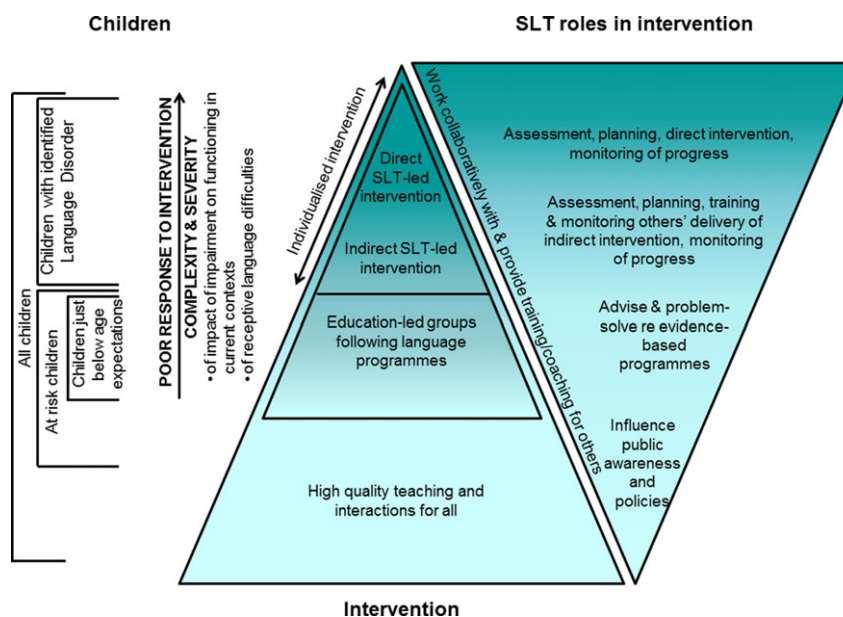 Children
SLT roles in intervention
All children
Children with identified
Language Disorder
At risk children
Children just
below age
expectations
POOR RESPONSE TO INTERVENTION
COMPLEXITY & SEVERITY
• of impact of impairment on functioning in
current contexts
• of receptive language difficulties
Individualised intervention
Direct
SLT-led
intervention
Indirect SLT-led
intervention
Education-led groups
following language
programmes
High quality teaching and
interactions for all
Intervention
Work collaboratively with & provide training/coaching for others
Assessment, planning, direct intervention,
monitoring of progress
Assessment, planning, training
& monitoring others' delivery of
indirect intervention, monitoring
of progress
Advise & problem-
solve re evidence-
based
programmes
Influence
public
awareness
and
policies